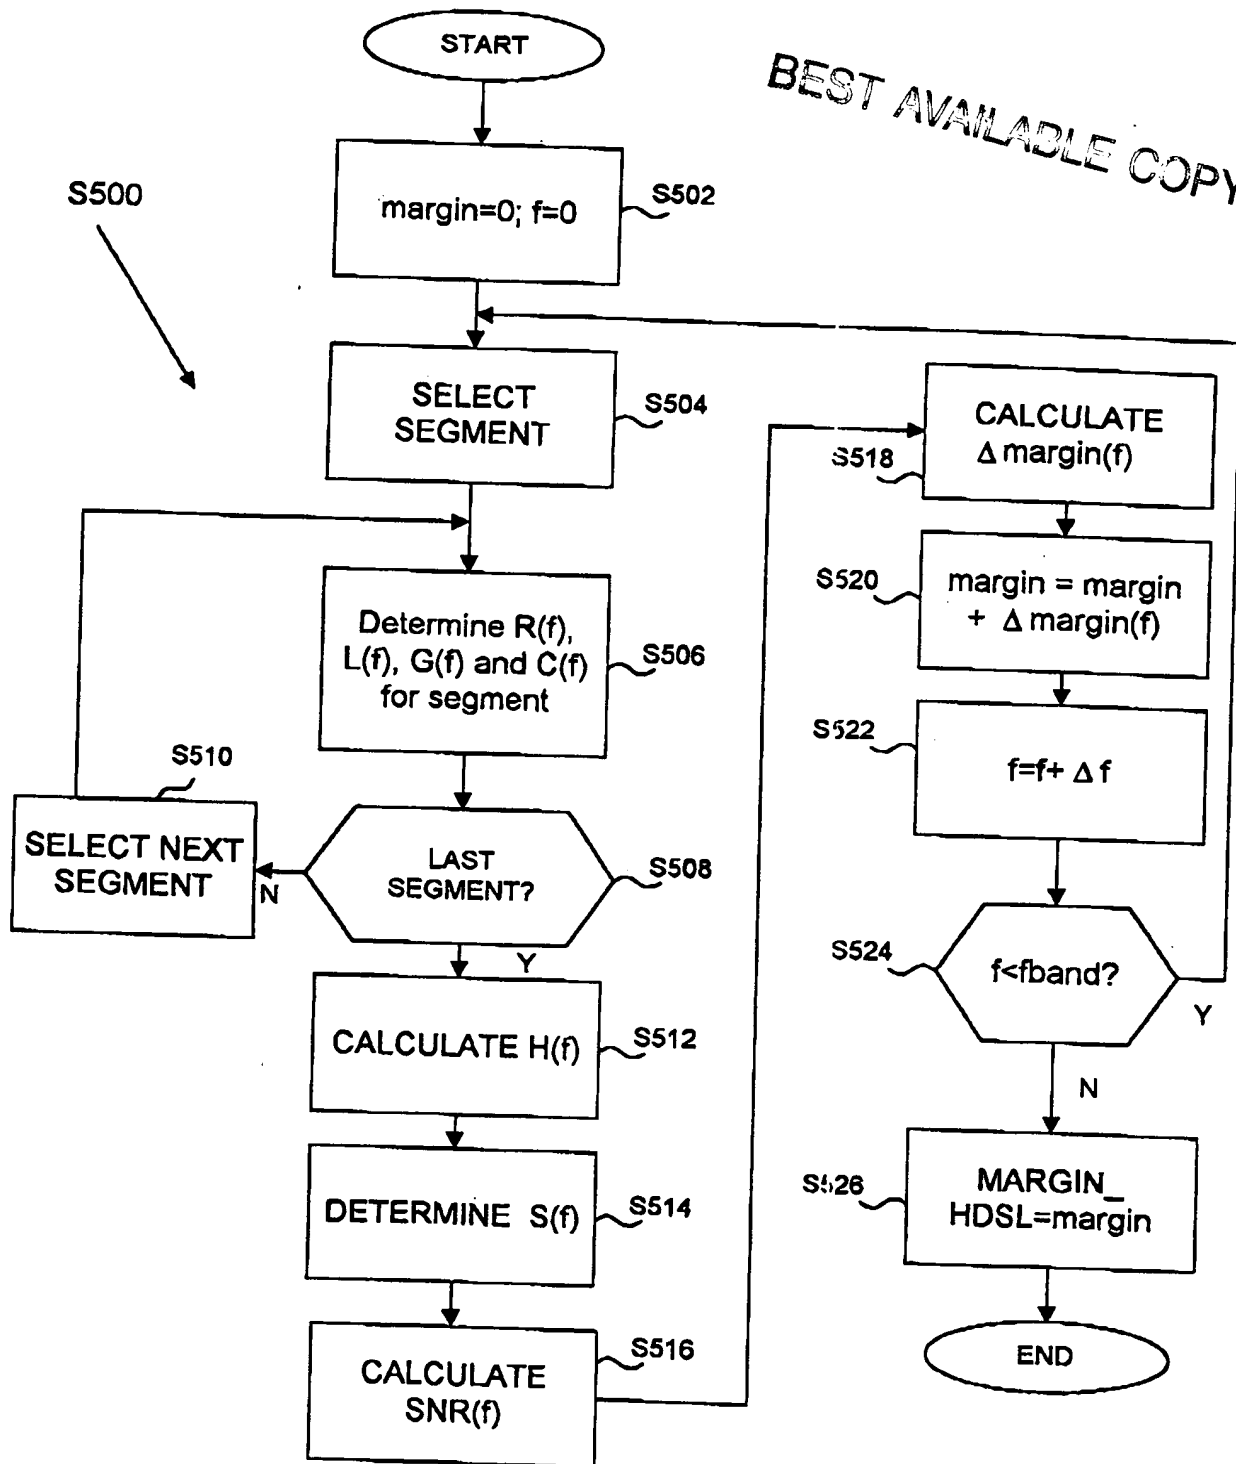 START
BEST AVAILABLE COPY
S500
margin=0; f=0
S502
SELECT
SEGMENT
S504
Determine R(f),
L(f), G(f) and C(f)
for segment
S506
S510
SELECT NEXT
SEGMENT
N
LAST
SEGMENT?
S508
Y
CALCULATE H(f)
S512
DETERMINE S(f)
S514
CALCULATE
SNR(f)
S516
CALCULATE
Δ margin(f)
S518
margin = margin
+ Δ margin(f)
S520
S522
f=f+ Δ f
S524
f<fband?
Y
N
S526
MARGIN_
HDSL=margin
END